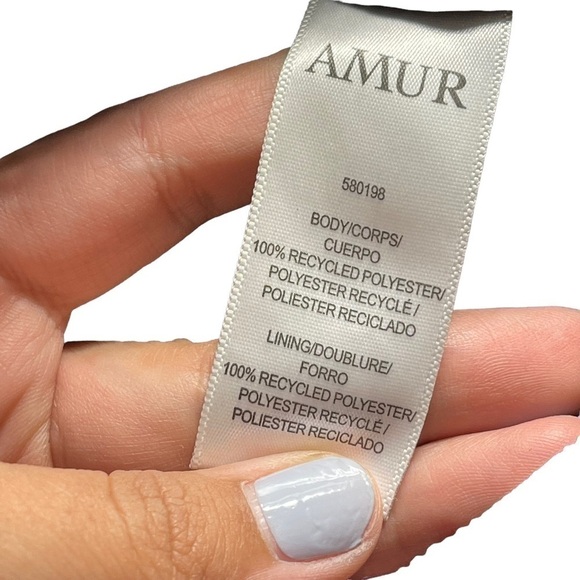 AMUR
580198
BODY/CORPS/
CUERPO
100% RECYCLED POLYESTER/
POLYESTER RECYCLÉ /
POLIESTER RECICLADO
LINING/DOUBLURE/
FORRO
100% RECYCLED POLYESTER/
POLYESTER RECYCLÉ /
POLIESTER RECICLADO